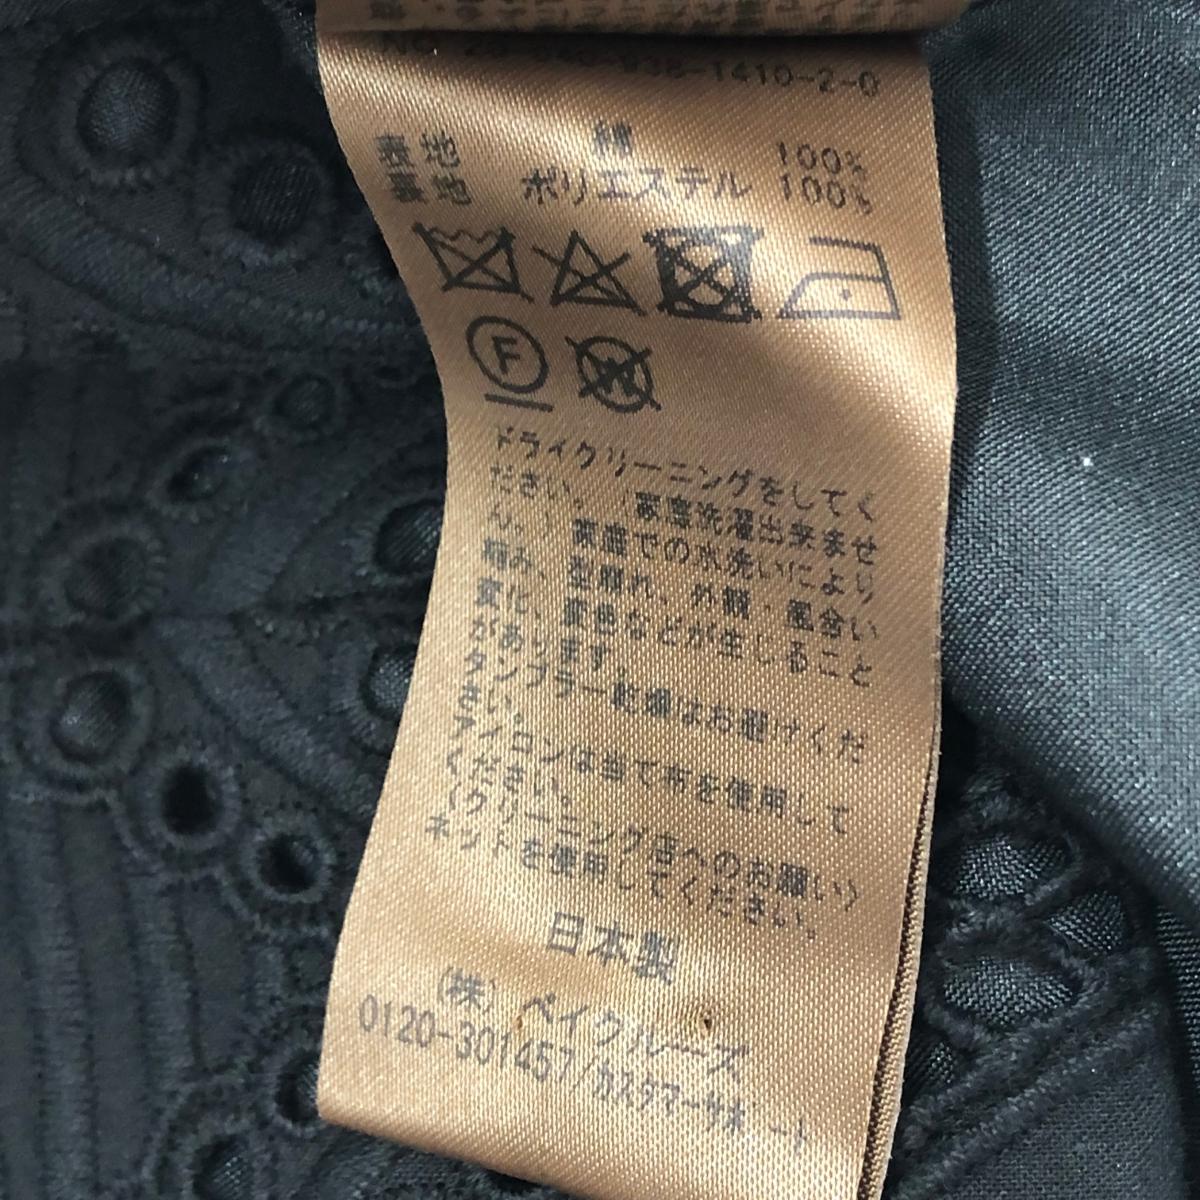 938-1410-2-0
表地 綿 100%
裏地 ポリエステル 100%
F
W
ドライクリーニングをしてく
ださい。(家庭洗濯出来ませ
ん。)家庭での水洗いにより
縮み、型崩れ、外観・風合い
変化、変色などが生じること
があります。
タンブラー乾燥はお避けくだ
さい。
アイロンは当て布を使用して
ください。
〈クリーニング店へのお願い〉
ネットを使用してください。
日本製
(株)ベイクルーズ
0120-301457/カスタマーサポート